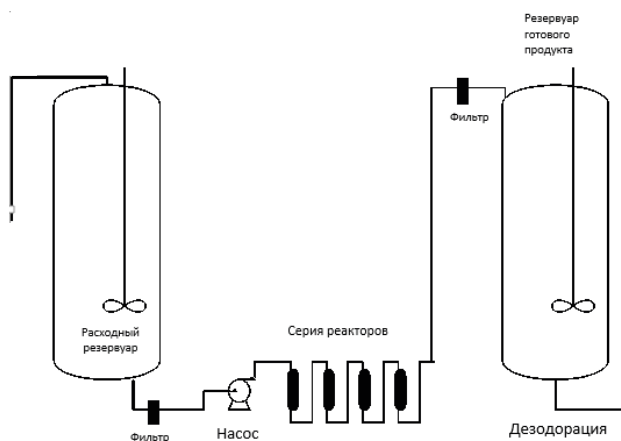 Резервуар
готового
продукта
Фильтр
Расходный
резервуар
Серия реакторов
Фильтр
Насос
Дезодорация